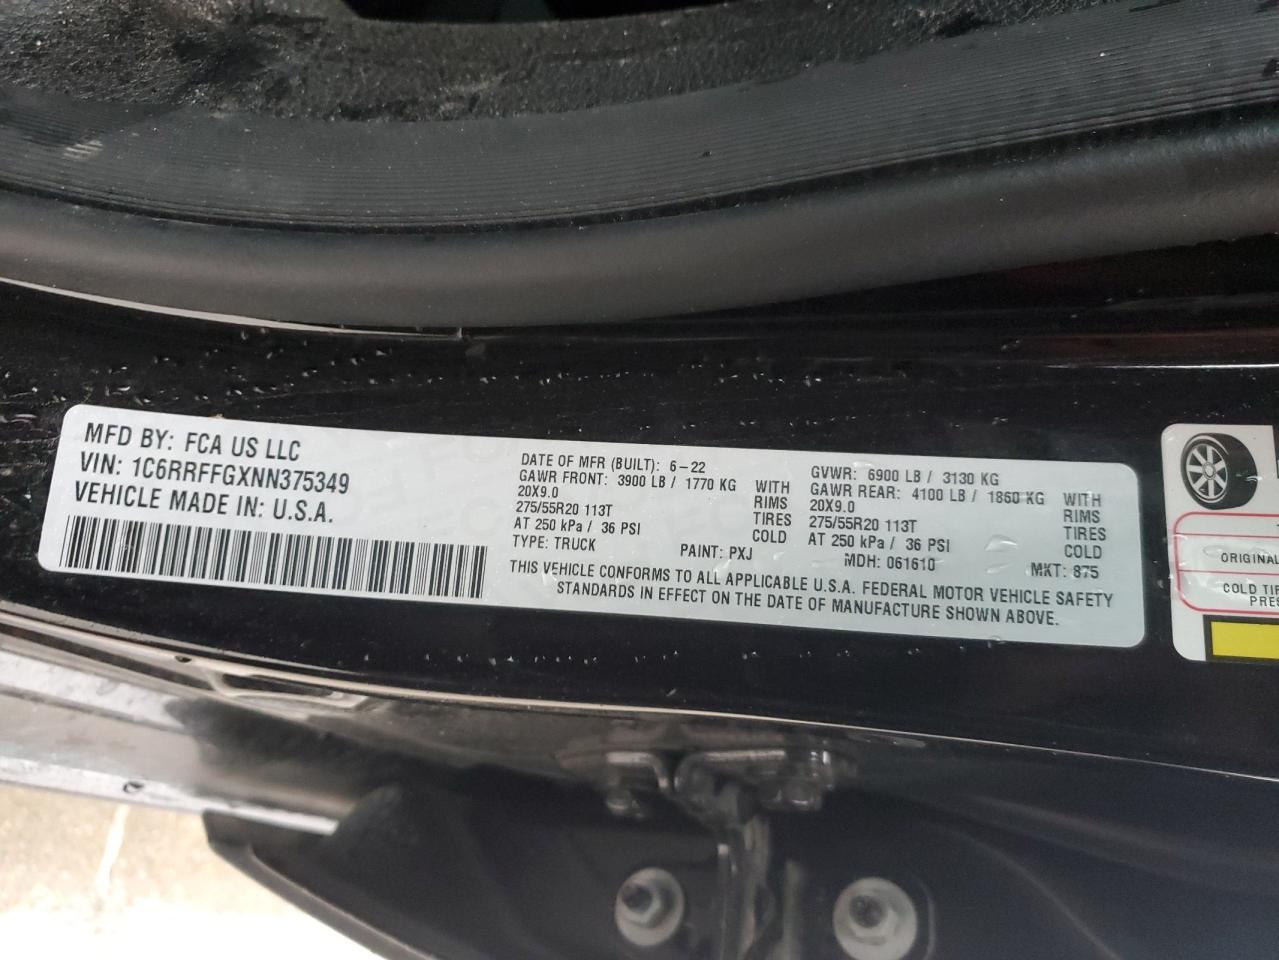 MFD BY: FCA US LLC
VIN: 1C6RRFFGXNN375349
VEHICLE MADE IN: U.S.A.
DATE OF MFR (BUILT): 6-22
GAWR FRONT: 3900 LB / 1770 KG WITH
20X9.0 RIMS
275/55R20 113T TIRES
AT 250 kPa / 36 PSI COLD
TYPE: TRUCK PAINT: PXJ
GVWR: 6900 LB / 3130 KG
GAWR REAR: 4100 LB / 1860 KG WITH
20X9.0 RIMS
275/55R20 113T TIRES
AT 250 kPa / 36 PSI COLD
MDH: 061610 MKT: 875
THIS VEHICLE CONFORMS TO ALL APPLICABLE U.S.A. FEDERAL MOTOR VEHICLE SAFETY
STANDARDS IN EFFECT ON THE DATE OF MANUFACTURE SHOWN ABOVE.
ORIGINAL
COLD TIR
PRES